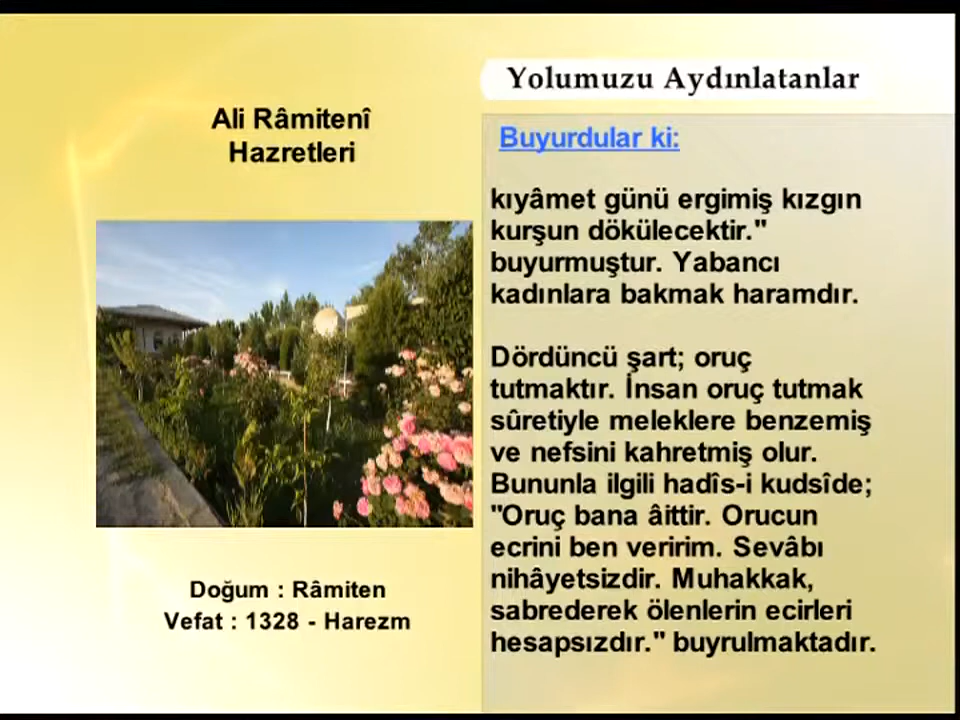 Yolumuzu Aydınlatanlar
Ali Râmitenî
Hazretleri
Buyurdular ki:
kıyâmet günü ergimiş kızgın
kurşun dökülecektir."
buyurmuştur. Yabancı
kadınlara bakmak haramdır.
Dördüncü şart; oruç
tutmaktır. İnsan oruç tutmak
sûretiyle meleklere benzemiş
ve nefsini kahretmiş olur.
Bununla ilgili hadîs-i kudsîde;
"Oruç bana âittir. Orucun
ecrini ben veririm. Sevâbı
nihâyetsizdir. Muhakkak,
sabrederek ölenlerin ecirleri
hesapsızdır." buyrulmaktadır.
Doğum : Râmiten
Vefat : 1328 - Harezm